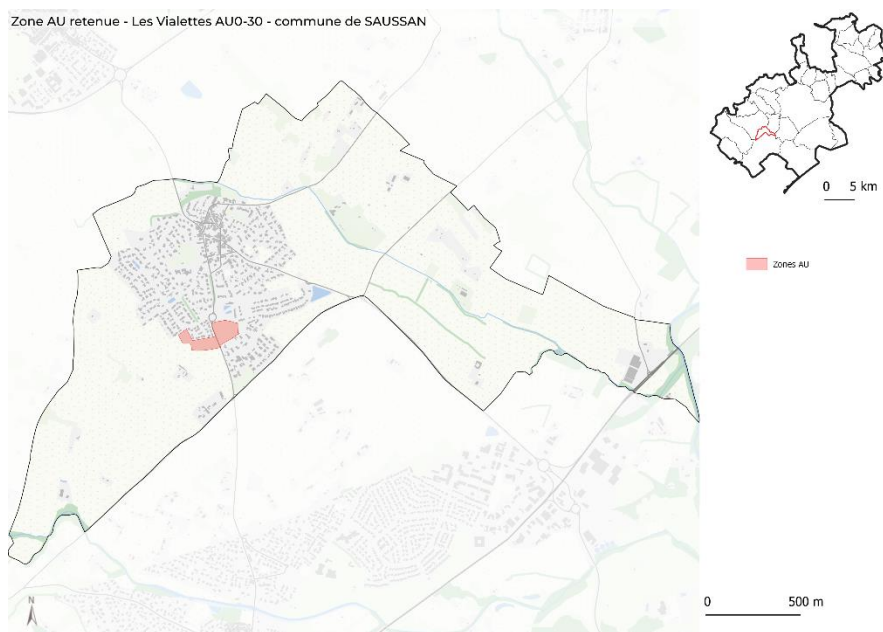 Zone AU retenue - Les Vialettes AU0-30 - commune de SAUSSAN
0 5 km
Zones AU
N
0 500 m